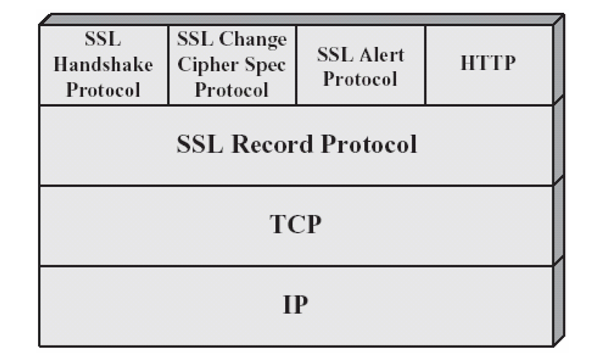 SSL
Handshake
Protocol
SSL Change
Cipher Spec
Protocol
SSL Alert
Protocol
HTTP
SSL Record Protocol
TCP
IP